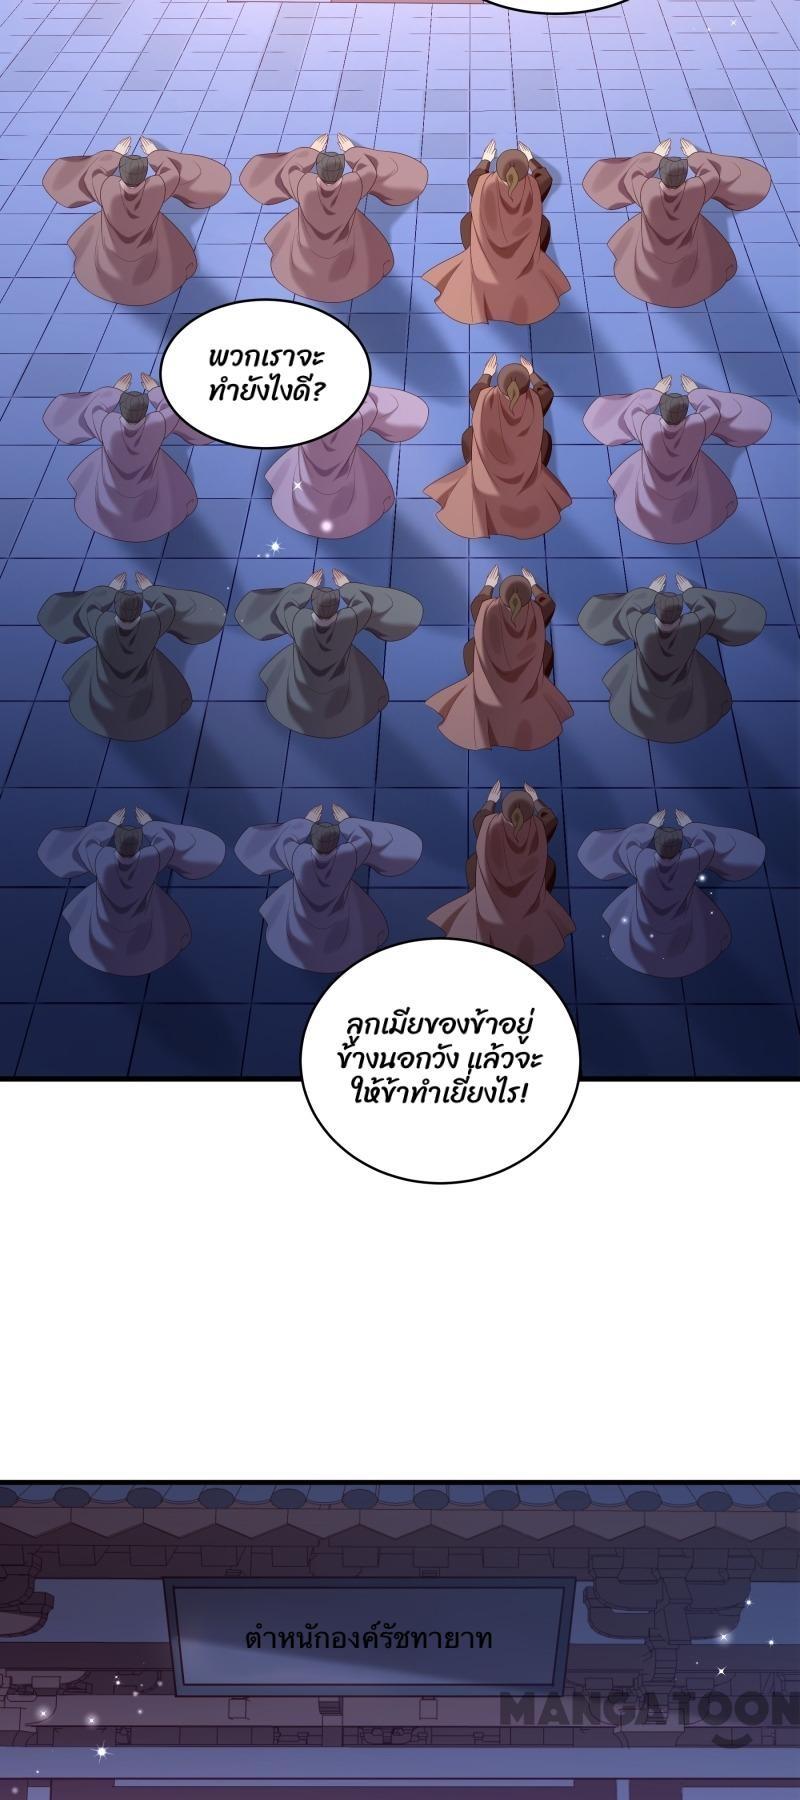 พวกเราจะ
ทำยังไงดี?
ลูกเมียของข้าอยู่
ข้างนอกวัง แล้วจะ
ให้ข้าทำเยี่ยงไร!
ตำหนักองค์รัชทายาท
MANGATOON